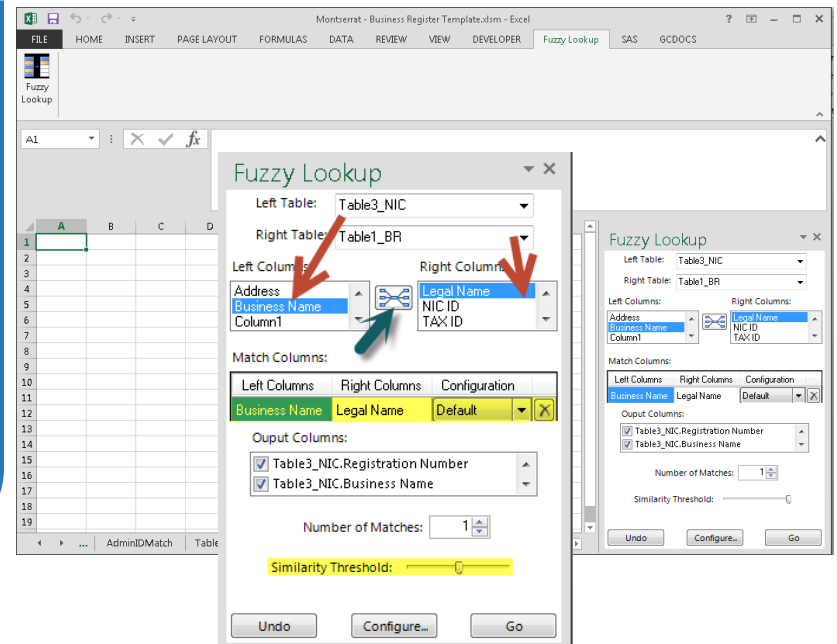 Montserrat - Business Register Template.xlsm - Excel
FILE HOME INSERT PAGE LAYOUT FORMULAS DATA REVIEW VIEW DEVELOPER Fuzzy Lookup SAS GCDOCS
Fuzzy
Lookup
A1
fx
A B C D
1
2
3
4
5
6
7
8
9
10
11
12
13
14
15
16
17
18
19
... AdminIDMatch Table
Fuzzy Lookup
Left Table: Table3_NIC
Right Table: Table1_BR
Left Columns Right Column
Address Legal Name
Business Name NIC ID
Column1 TAX ID
Match Columns:
Left Columns Right Columns Configuration
Business Name Legal Name Default X
Ouput Columns:
Table3_NIC.Registration Number
Table3_NIC.Business Name
Number of Matches: 1
Similarity Threshold:
Undo Configure... Go
Fuzzy Lookup
Left Table: Table3_NIC
Right Table: Table1_BR
Left Columns: Right Columns:
Address Legal Name
Business Name NIC ID
Column1 TAX ID
Match Columns:
Left Columns Right Columns Configuration
Business Name Legal Name Default X
Ouput Columns:
Table3_NIC.Registration Number
Table3_NIC.Business Name
Number of Matches: 1
Similarity Threshold:
Undo Configure... Go